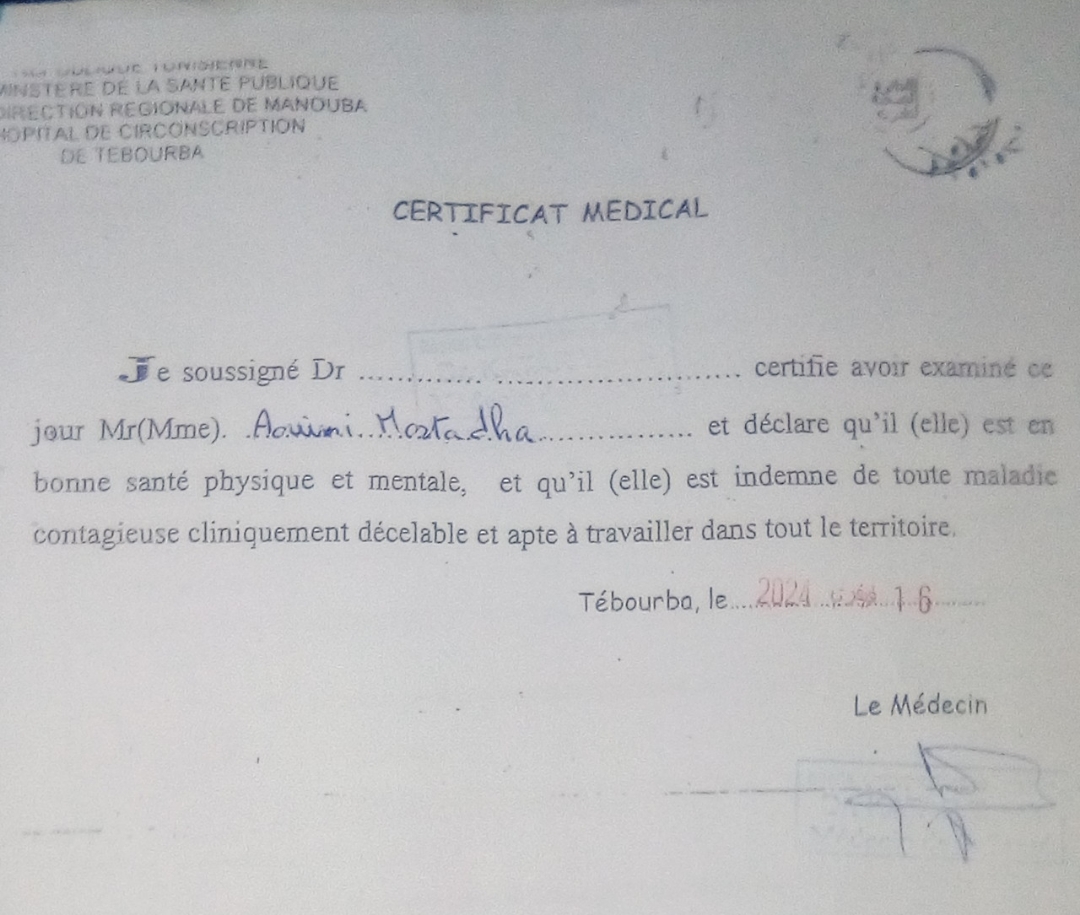 MINSTERE DE LA SANTE PUBLIQUE
DIRECTION REGIONALE DE MANOUBA
HOPITAL DE CIRCONSCRIPTION
DE TEBOURBA
CERTIFICAT MEDICAL
Je soussigné Dr .............................................. certifie avoir examiné ce
jour Mr(Mme). Aouini Mortadha .................... et déclare qu'il (elle) est en
bonne santé physique et mentale, et qu'il (elle) est indemne de toute maladie
contagieuse cliniquement décelable et apte à travailler dans tout le territoire.
Tébourba, le.... 2024 16
Le Médecin